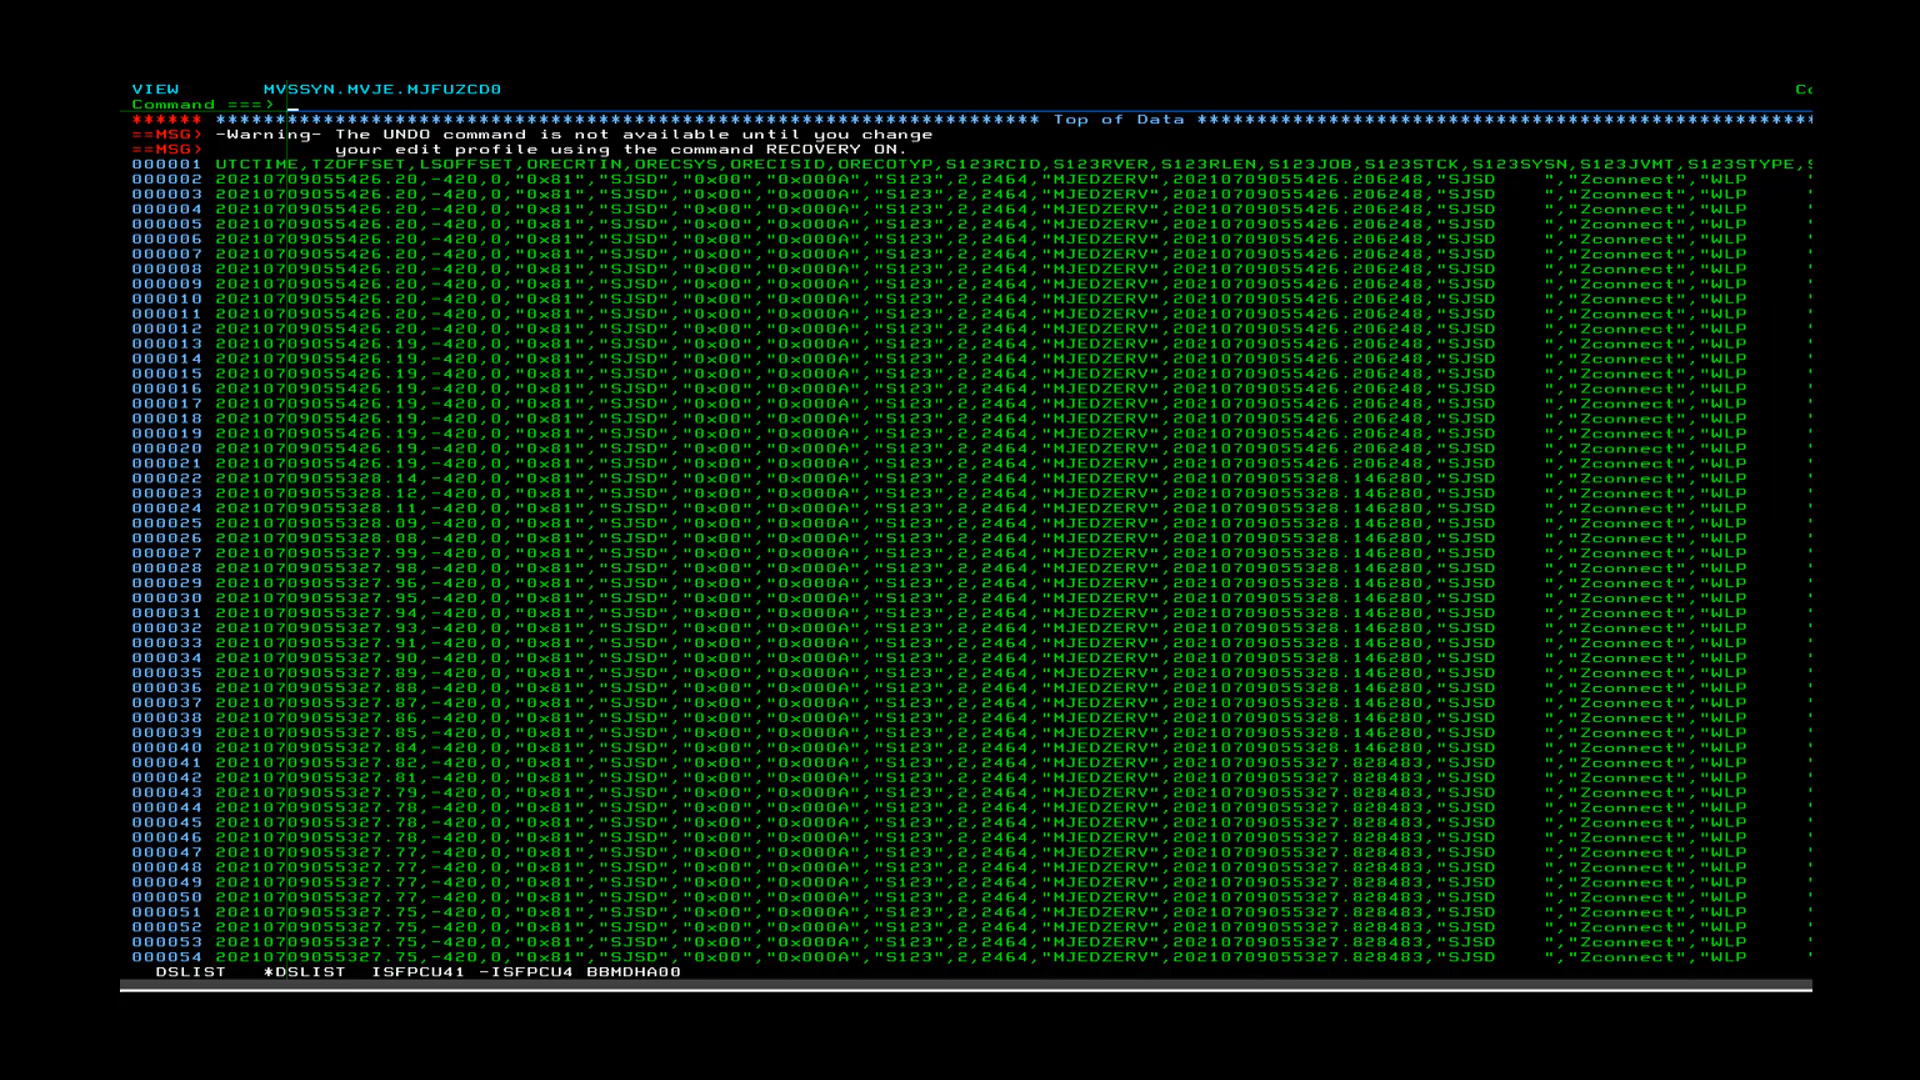 VIEW       MVSSYN.MVJE.MJFUZCD0
Command ===> _
****** ********************************************************************* Top of Data ****************************************************
==MSG> -Warning- The UNDO command is not available until you change
==MSG>           your edit profile using the command RECOVERY ON.
000001 UTCTIME,TZOFFSET,LSOFFSET,ORECRTIN,ORECSYS,ORECISID,ORECOTYP,S123RCID,S123RVER,S123RLEN,S123JOB,S123STCK,S123SYSN,S123JVMT,S123STYPE,
000002 20210709055426.20,-420,0,"0x81","SJSD","0x00","0x000A","S123",2,2464,"MJEDZERV",20210709055426.206248,"SJSD    ","Zconnect","WLP
000003 20210709055426.20,-420,0,"0x81","SJSD","0x00","0x000A","S123",2,2464,"MJEDZERV",20210709055426.206248,"SJSD    ","Zconnect","WLP
000004 20210709055426.20,-420,0,"0x81","SJSD","0x00","0x000A","S123",2,2464,"MJEDZERV",20210709055426.206248,"SJSD    ","Zconnect","WLP
000005 20210709055426.20,-420,0,"0x81","SJSD","0x00","0x000A","S123",2,2464,"MJEDZERV",20210709055426.206248,"SJSD    ","Zconnect","WLP
000006 20210709055426.20,-420,0,"0x81","SJSD","0x00","0x000A","S123",2,2464,"MJEDZERV",20210709055426.206248,"SJSD    ","Zconnect","WLP
000007 20210709055426.20,-420,0,"0x81","SJSD","0x00","0x000A","S123",2,2464,"MJEDZERV",20210709055426.206248,"SJSD    ","Zconnect","WLP
000008 20210709055426.20,-420,0,"0x81","SJSD","0x00","0x000A","S123",2,2464,"MJEDZERV",20210709055426.206248,"SJSD    ","Zconnect","WLP
000009 20210709055426.20,-420,0,"0x81","SJSD","0x00","0x000A","S123",2,2464,"MJEDZERV",20210709055426.206248,"SJSD    ","Zconnect","WLP
000010 20210709055426.20,-420,0,"0x81","SJSD","0x00","0x000A","S123",2,2464,"MJEDZERV",20210709055426.206248,"SJSD    ","Zconnect","WLP
000011 20210709055426.20,-420,0,"0x81","SJSD","0x00","0x000A","S123",2,2464,"MJEDZERV",20210709055426.206248,"SJSD    ","Zconnect","WLP
000012 20210709055426.20,-420,0,"0x81","SJSD","0x00","0x000A","S123",2,2464,"MJEDZERV",20210709055426.206248,"SJSD    ","Zconnect","WLP
000013 20210709055426.19,-420,0,"0x81","SJSD","0x00","0x000A","S123",2,2464,"MJEDZERV",20210709055426.206248,"SJSD    ","Zconnect","WLP
000014 20210709055426.19,-420,0,"0x81","SJSD","0x00","0x000A","S123",2,2464,"MJEDZERV",20210709055426.206248,"SJSD    ","Zconnect","WLP
000015 20210709055426.19,-420,0,"0x81","SJSD","0x00","0x000A","S123",2,2464,"MJEDZERV",20210709055426.206248,"SJSD    ","Zconnect","WLP
000016 20210709055426.19,-420,0,"0x81","SJSD","0x00","0x000A","S123",2,2464,"MJEDZERV",20210709055426.206248,"SJSD    ","Zconnect","WLP
000017 20210709055426.19,-420,0,"0x81","SJSD","0x00","0x000A","S123",2,2464,"MJEDZERV",20210709055426.206248,"SJSD    ","Zconnect","WLP
000018 20210709055426.19,-420,0,"0x81","SJSD","0x00","0x000A","S123",2,2464,"MJEDZERV",20210709055426.206248,"SJSD    ","Zconnect","WLP
000019 20210709055426.19,-420,0,"0x81","SJSD","0x00","0x000A","S123",2,2464,"MJEDZERV",20210709055426.206248,"SJSD    ","Zconnect","WLP
000020 20210709055426.19,-420,0,"0x81","SJSD","0x00","0x000A","S123",2,2464,"MJEDZERV",20210709055426.206248,"SJSD    ","Zconnect","WLP
000021 20210709055426.19,-420,0,"0x81","SJSD","0x00","0x000A","S123",2,2464,"MJEDZERV",20210709055426.206248,"SJSD    ","Zconnect","WLP
000022 20210709055328.14,-420,0,"0x81","SJSD","0x00","0x000A","S123",2,2464,"MJEDZERV",20210709055328.146280,"SJSD    ","Zconnect","WLP
000023 20210709055328.12,-420,0,"0x81","SJSD","0x00","0x000A","S123",2,2464,"MJEDZERV",20210709055328.146280,"SJSD    ","Zconnect","WLP
000024 20210709055328.11,-420,0,"0x81","SJSD","0x00","0x000A","S123",2,2464,"MJEDZERV",20210709055328.146280,"SJSD    ","Zconnect","WLP
000025 20210709055328.09,-420,0,"0x81","SJSD","0x00","0x000A","S123",2,2464,"MJEDZERV",20210709055328.146280,"SJSD    ","Zconnect","WLP
000026 20210709055328.08,-420,0,"0x81","SJSD","0x00","0x000A","S123",2,2464,"MJEDZERV",20210709055328.146280,"SJSD    ","Zconnect","WLP
000027 20210709055327.99,-420,0,"0x81","SJSD","0x00","0x000A","S123",2,2464,"MJEDZERV",20210709055328.146280,"SJSD    ","Zconnect","WLP
000028 20210709055327.98,-420,0,"0x81","SJSD","0x00","0x000A","S123",2,2464,"MJEDZERV",20210709055328.146280,"SJSD    ","Zconnect","WLP
000029 20210709055327.96,-420,0,"0x81","SJSD","0x00","0x000A","S123",2,2464,"MJEDZERV",20210709055328.146280,"SJSD    ","Zconnect","WLP
000030 20210709055327.95,-420,0,"0x81","SJSD","0x00","0x000A","S123",2,2464,"MJEDZERV",20210709055328.146280,"SJSD    ","Zconnect","WLP
000031 20210709055327.94,-420,0,"0x81","SJSD","0x00","0x000A","S123",2,2464,"MJEDZERV",20210709055328.146280,"SJSD    ","Zconnect","WLP
000032 20210709055327.93,-420,0,"0x81","SJSD","0x00","0x000A","S123",2,2464,"MJEDZERV",20210709055328.146280,"SJSD    ","Zconnect","WLP
000033 20210709055327.91,-420,0,"0x81","SJSD","0x00","0x000A","S123",2,2464,"MJEDZERV",20210709055328.146280,"SJSD    ","Zconnect","WLP
000034 20210709055327.90,-420,0,"0x81","SJSD","0x00","0x000A","S123",2,2464,"MJEDZERV",20210709055328.146280,"SJSD    ","Zconnect","WLP
000035 20210709055327.89,-420,0,"0x81","SJSD","0x00","0x000A","S123",2,2464,"MJEDZERV",20210709055328.146280,"SJSD    ","Zconnect","WLP
000036 20210709055327.88,-420,0,"0x81","SJSD","0x00","0x000A","S123",2,2464,"MJEDZERV",20210709055328.146280,"SJSD    ","Zconnect","WLP
000037 20210709055327.87,-420,0,"0x81","SJSD","0x00","0x000A","S123",2,2464,"MJEDZERV",20210709055328.146280,"SJSD    ","Zconnect","WLP
000038 20210709055327.86,-420,0,"0x81","SJSD","0x00","0x000A","S123",2,2464,"MJEDZERV",20210709055328.146280,"SJSD    ","Zconnect","WLP
000039 20210709055327.85,-420,0,"0x81","SJSD","0x00","0x000A","S123",2,2464,"MJEDZERV",20210709055328.146280,"SJSD    ","Zconnect","WLP
000040 20210709055327.84,-420,0,"0x81","SJSD","0x00","0x000A","S123",2,2464,"MJEDZERV",20210709055328.146280,"SJSD    ","Zconnect","WLP
000041 20210709055327.82,-420,0,"0x81","SJSD","0x00","0x000A","S123",2,2464,"MJEDZERV",20210709055327.828483,"SJSD    ","Zconnect","WLP
000042 20210709055327.81,-420,0,"0x81","SJSD","0x00","0x000A","S123",2,2464,"MJEDZERV",20210709055327.828483,"SJSD    ","Zconnect","WLP
000043 20210709055327.79,-420,0,"0x81","SJSD","0x00","0x000A","S123",2,2464,"MJEDZERV",20210709055327.828483,"SJSD    ","Zconnect","WLP
000044 20210709055327.78,-420,0,"0x81","SJSD","0x00","0x000A","S123",2,2464,"MJEDZERV",20210709055327.828483,"SJSD    ","Zconnect","WLP
000045 20210709055327.78,-420,0,"0x81","SJSD","0x00","0x000A","S123",2,2464,"MJEDZERV",20210709055327.828483,"SJSD    ","Zconnect","WLP
000046 20210709055327.78,-420,0,"0x81","SJSD","0x00","0x000A","S123",2,2464,"MJEDZERV",20210709055327.828483,"SJSD    ","Zconnect","WLP
000047 20210709055327.77,-420,0,"0x81","SJSD","0x00","0x000A","S123",2,2464,"MJEDZERV",20210709055327.828483,"SJSD    ","Zconnect","WLP
000048 20210709055327.77,-420,0,"0x81","SJSD","0x00","0x000A","S123",2,2464,"MJEDZERV",20210709055327.828483,"SJSD    ","Zconnect","WLP
000049 20210709055327.77,-420,0,"0x81","SJSD","0x00","0x000A","S123",2,2464,"MJEDZERV",20210709055327.828483,"SJSD    ","Zconnect","WLP
000050 20210709055327.77,-420,0,"0x81","SJSD","0x00","0x000A","S123",2,2464,"MJEDZERV",20210709055327.828483,"SJSD    ","Zconnect","WLP
000051 20210709055327.75,-420,0,"0x81","SJSD","0x00","0x000A","S123",2,2464,"MJEDZERV",20210709055327.828483,"SJSD    ","Zconnect","WLP
000052 20210709055327.75,-420,0,"0x81","SJSD","0x00","0x000A","S123",2,2464,"MJEDZERV",20210709055327.828483,"SJSD    ","Zconnect","WLP
000053 20210709055327.75,-420,0,"0x81","SJSD","0x00","0x000A","S123",2,2464,"MJEDZERV",20210709055327.828483,"SJSD    ","Zconnect","WLP
000054 20210709055327.75,-420,0,"0x81","SJSD","0x00","0x000A","S123",2,2464,"MJEDZERV",20210709055327.828483,"SJSD    ","Zconnect","WLP
DSLIST   *DSLIST  ISFPCU41 -ISFPCU4 BBMDHA00